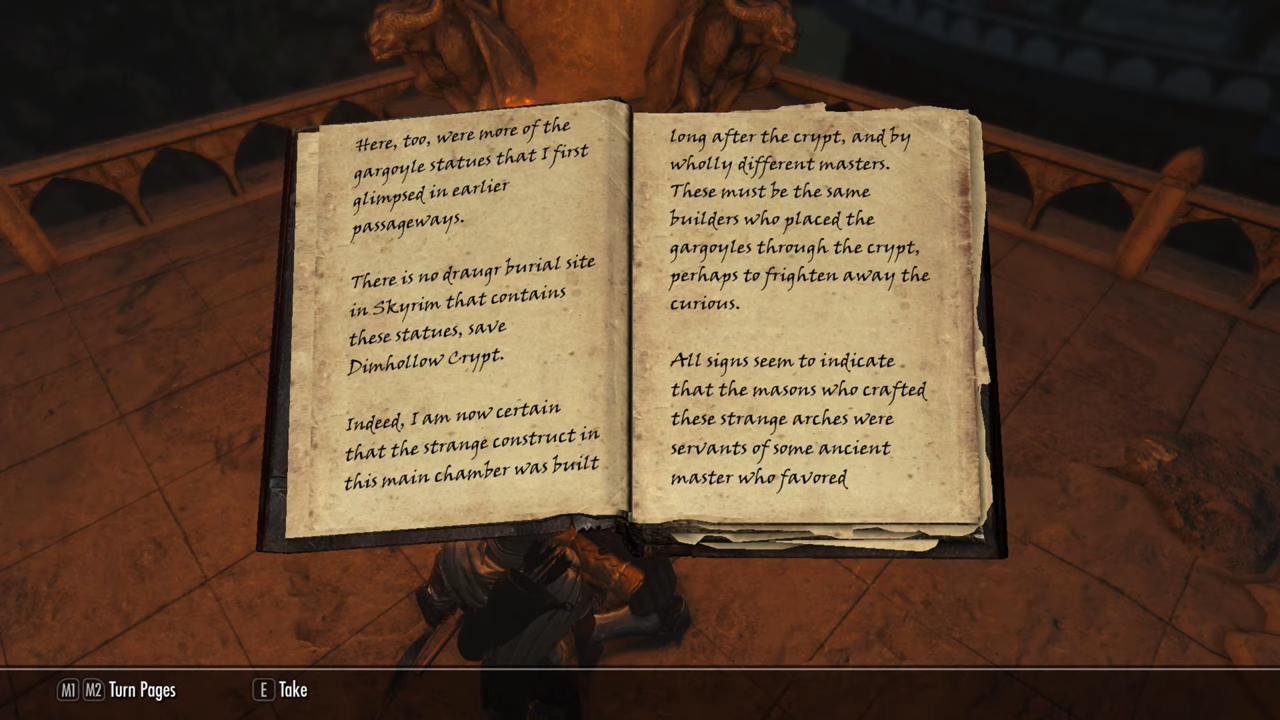 Here, too, were more of the
gargoyle statues that I first
glimpsed in earlier
passageways.
There is no draugr burial site
in Skyrim that contains
these statues, save
Dimhollow Crypt.
Indeed, I am now certain
that the strange construct in
this main chamber was built
long after the crypt, and by
wholly different masters.
These must be the same
builders who placed the
gargoyles through the crypt,
perhaps to frighten away the
curious.
All signs seem to indicate
that the masons who crafted
these strange arches were
servants of some ancient
master who favored
M1 M2 Turn Pages
E Take